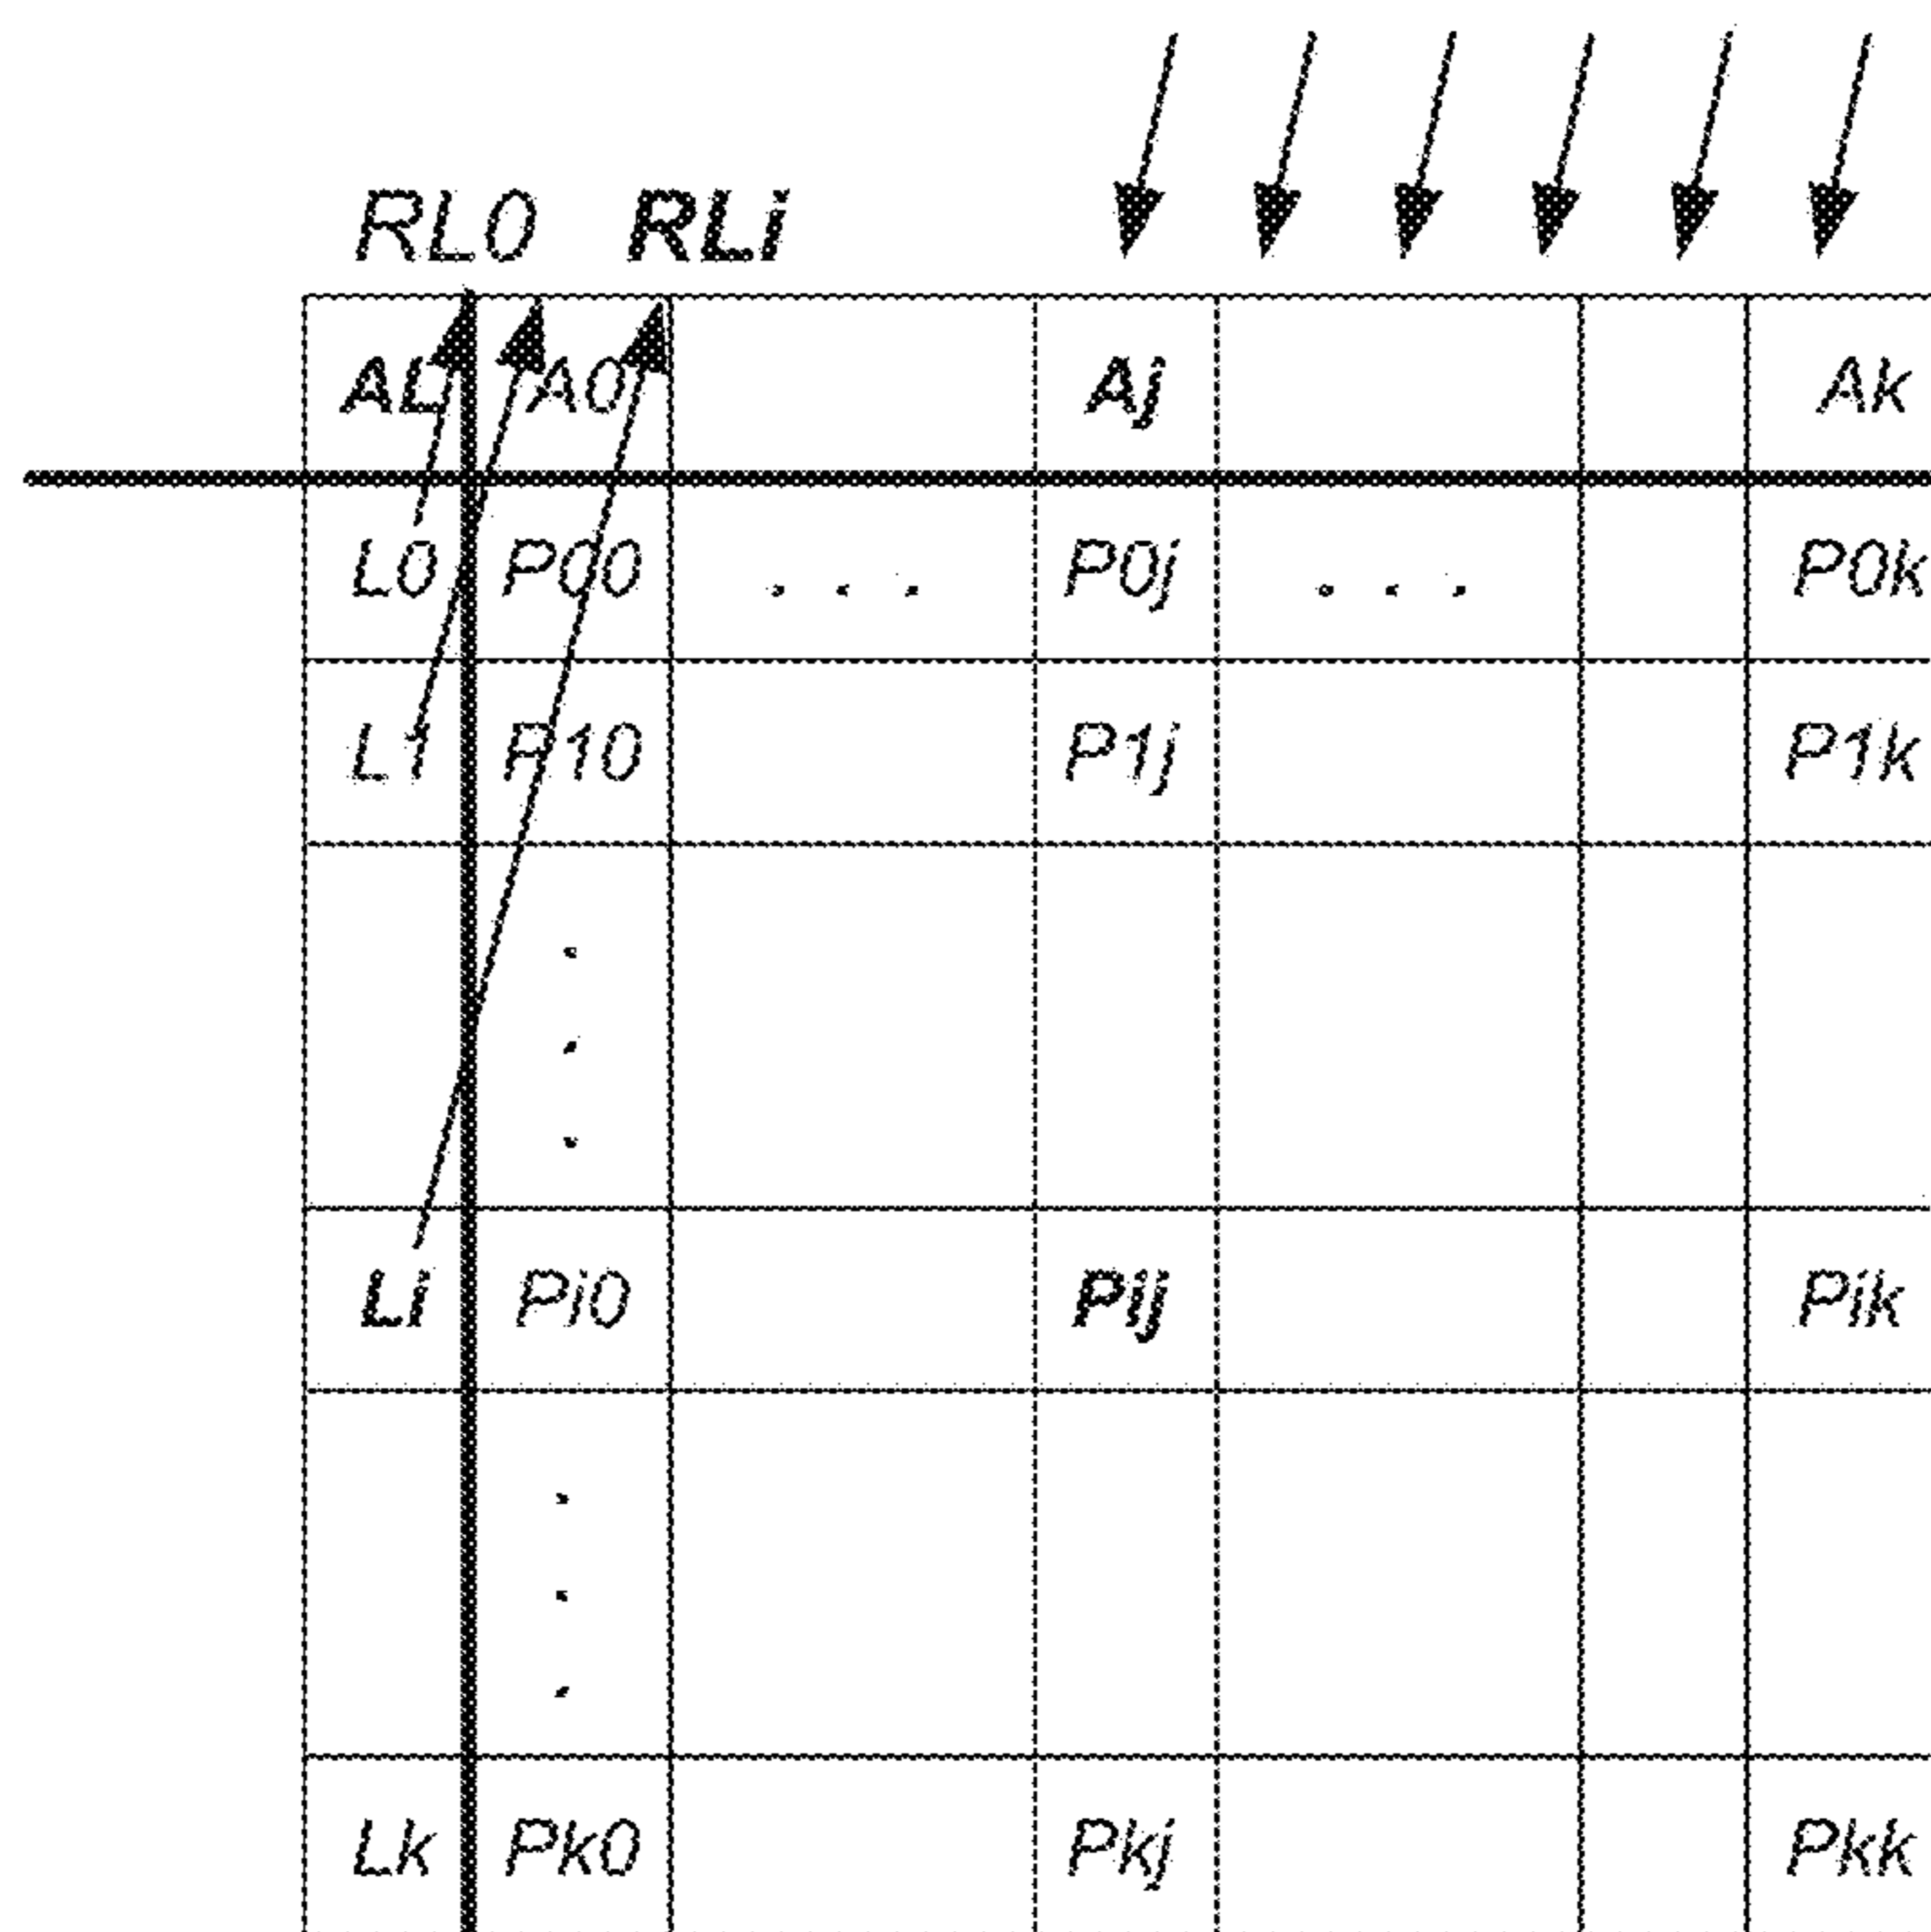 RL0 RLi
AL A0 Aj Ak
L0 P00 . . . P0j . . . P0k
L1 P10 P1j P1k
.
.
.
Li Pi0 Pij Pik
.
.
.
Lk Pk0 Pkj Pkk